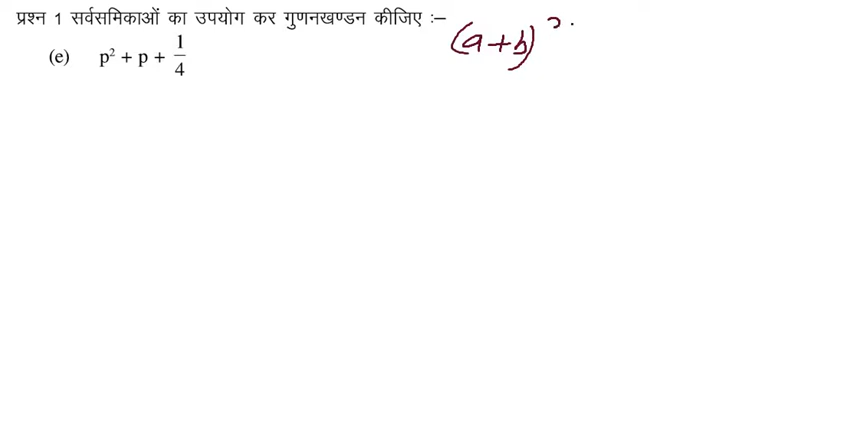 प्रश्न 1 सर्वसमिकाओं का उपयोग कर गुणनखण्डन कीजिए :–
(a+b)²
(e) p² + p + 1/4